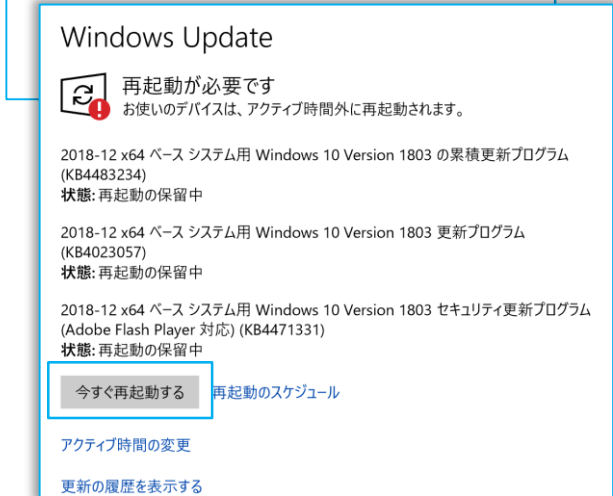 Windows Update
再起動が必要です
お使いのデバイスは、アクティブ時間外に再起動されます。
2018-12 x64 ベース システム用 Windows 10 Version 1803 の累積更新プログラム
(KB4483234)
状態: 再起動の保留中
2018-12 x64 ベース システム用 Windows 10 Version 1803 更新プログラム
(KB4023057)
状態: 再起動の保留中
2018-12 x64 ベース システム用 Windows 10 Version 1803 セキュリティ更新プログラム
(Adobe Flash Player 対応) (KB4471331)
状態: 再起動の保留中
今すぐ再起動する 再起動のスケジュール
アクティブ時間の変更
更新の履歴を表示する